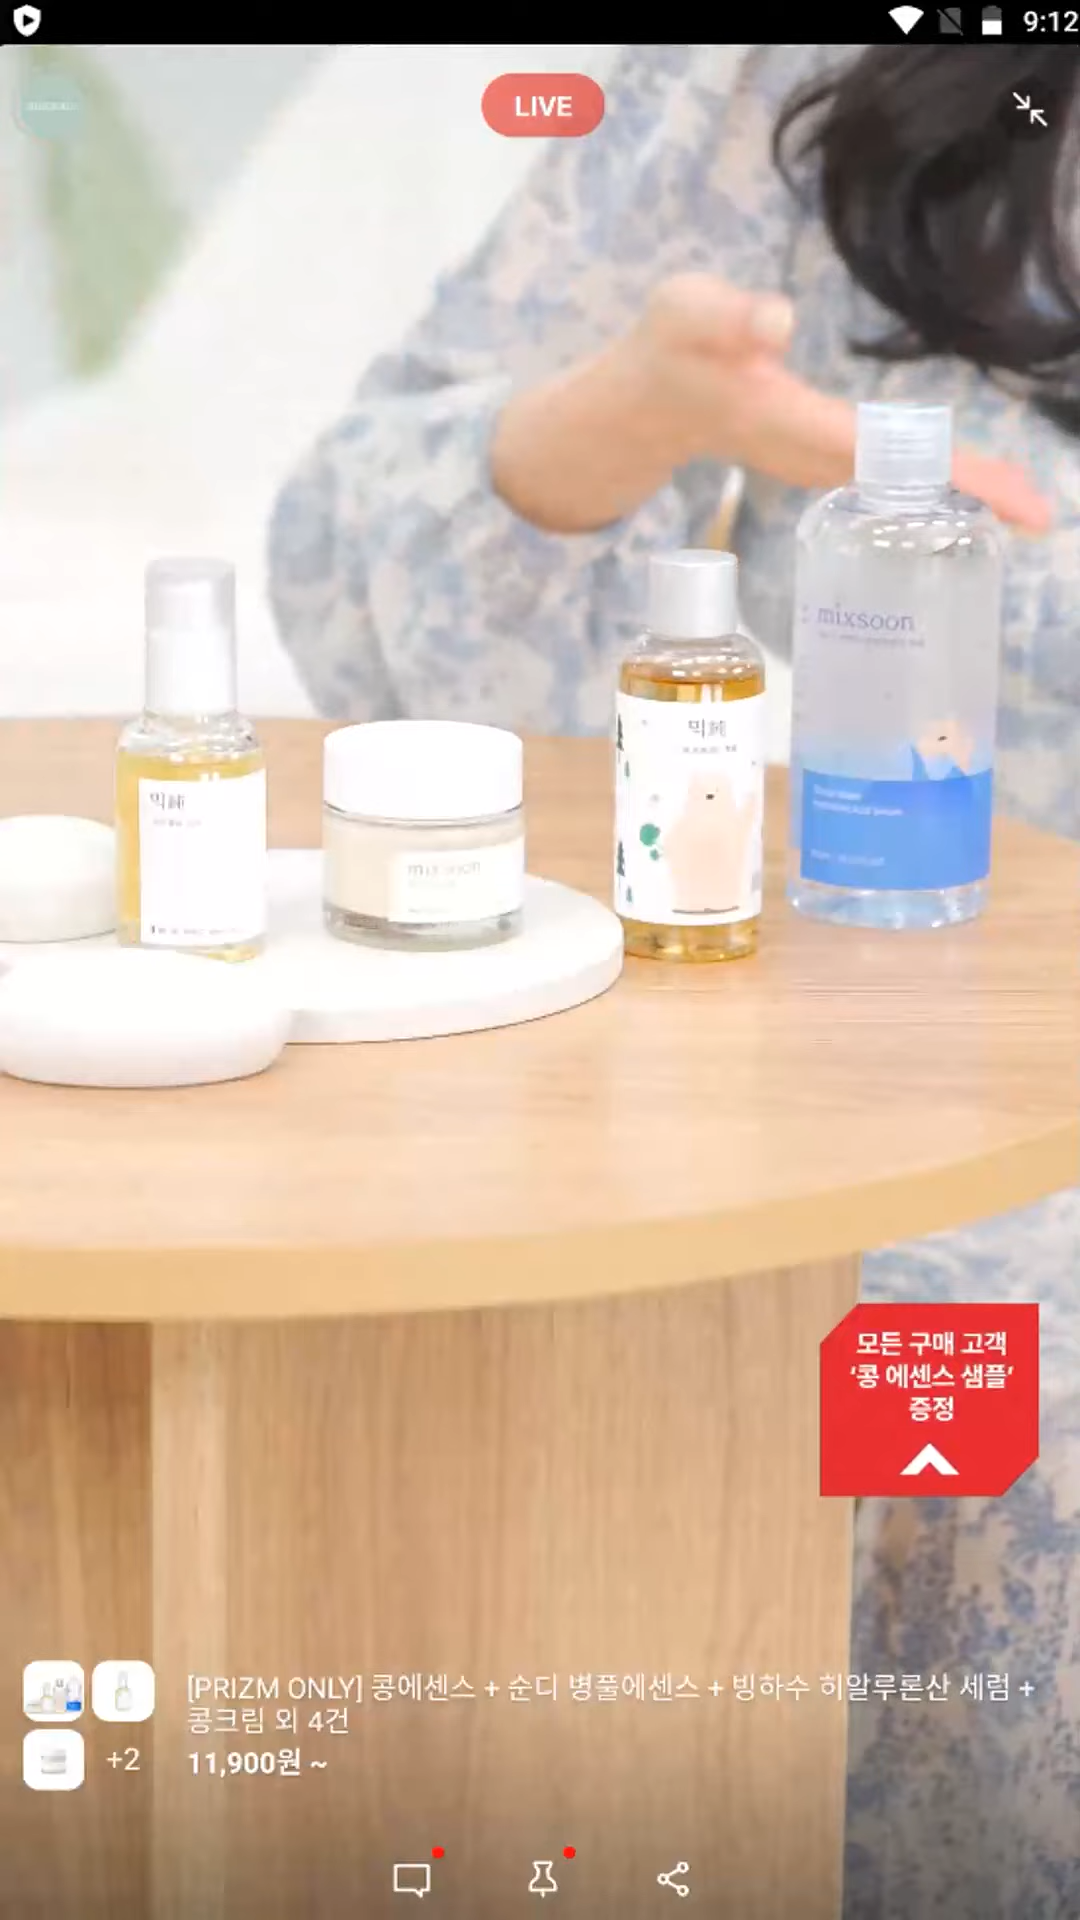 9:12
LIVE
mixsoon
믹순
믹순
mixsoon
모든 구매 고객
‘콩 에센스 샘플’
증정
[PRIZM ONLY] 콩에센스 + 순디 병풀에센스 + 빙하수 히알루론산 세럼 +
콩크림 외 4건
+2
11,900원 ~